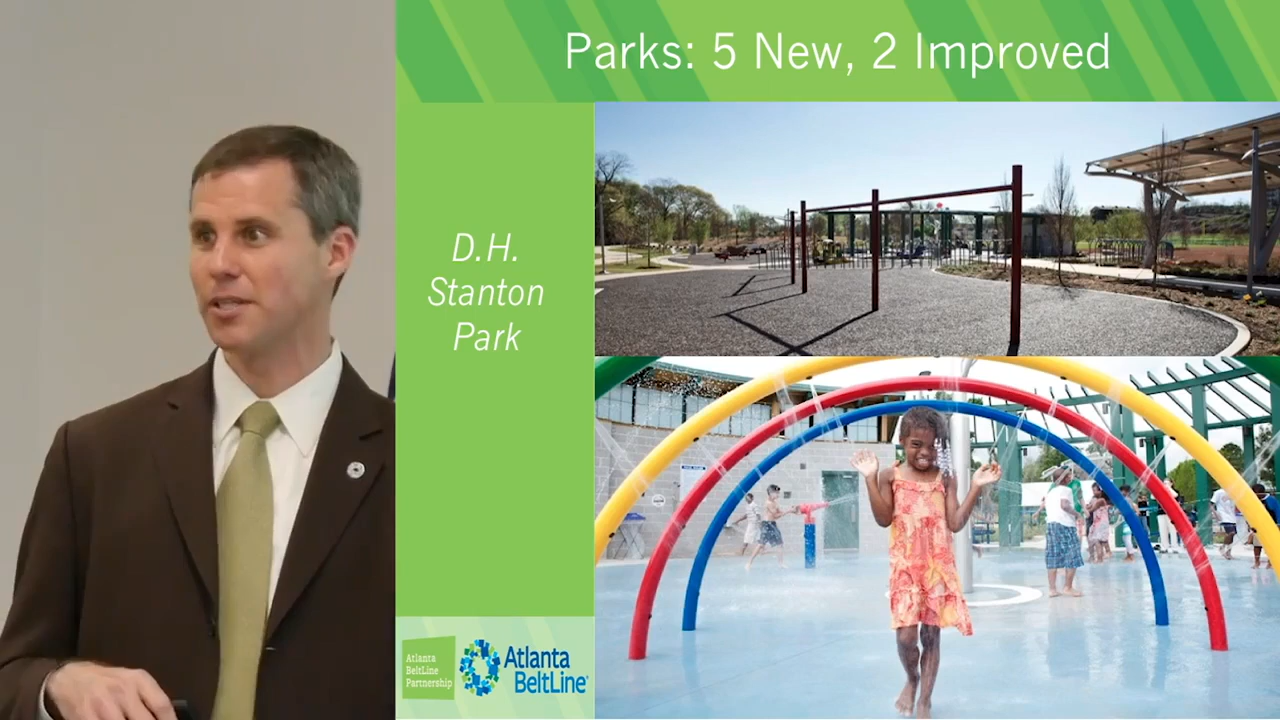 Parks: 5 New, 2 Improved
D.H.
Stanton
Park
Atlanta
BeltLine
Partnership
Atlanta
BeltLine